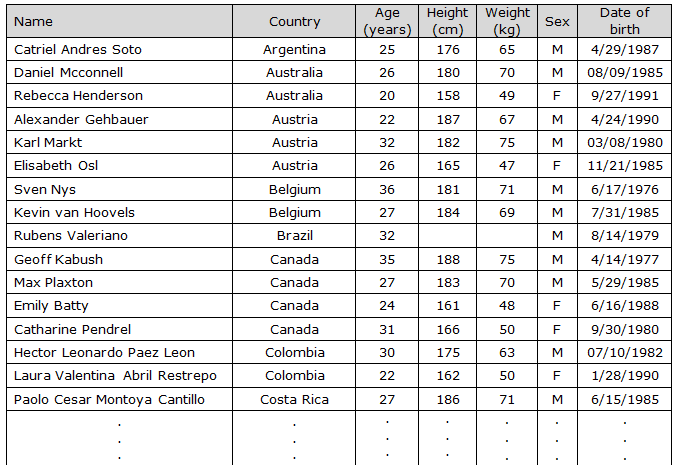 Name Country Age (years) Height (cm) Weight (kg) Sex Date of birth
Catriel Andres Soto Argentina 25 176 65 M 4/29/1987
Daniel Mcconnell Australia 26 180 70 M 08/09/1985
Rebecca Henderson Australia 20 158 49 F 9/27/1991
Alexander Gehbauer Austria 22 187 67 M 4/24/1990
Karl Markt Austria 32 182 75 M 03/08/1980
Elisabeth Osl Austria 26 165 47 F 11/21/1985
Sven Nys Belgium 36 181 71 M 6/17/1976
Kevin van Hoovels Belgium 27 184 69 M 7/31/1985
Rubens Valeriano Brazil 32 M 8/14/1979
Geoff Kabush Canada 35 188 75 M 4/14/1977
Max Plaxton Canada 27 183 70 M 5/29/1985
Emily Batty Canada 24 161 48 F 6/16/1988
Catharine Pendrel Canada 31 166 50 F 9/30/1980
Hector Leonardo Paez Leon Colombia 30 175 63 M 07/10/1982
Laura Valentina Abril Restrepo Colombia 22 162 50 F 1/28/1990
Paolo Cesar Montoya Cantillo Costa Rica 27 186 71 M 6/15/1985
. . . . . . .
. . . . . . .
. . . . . . .